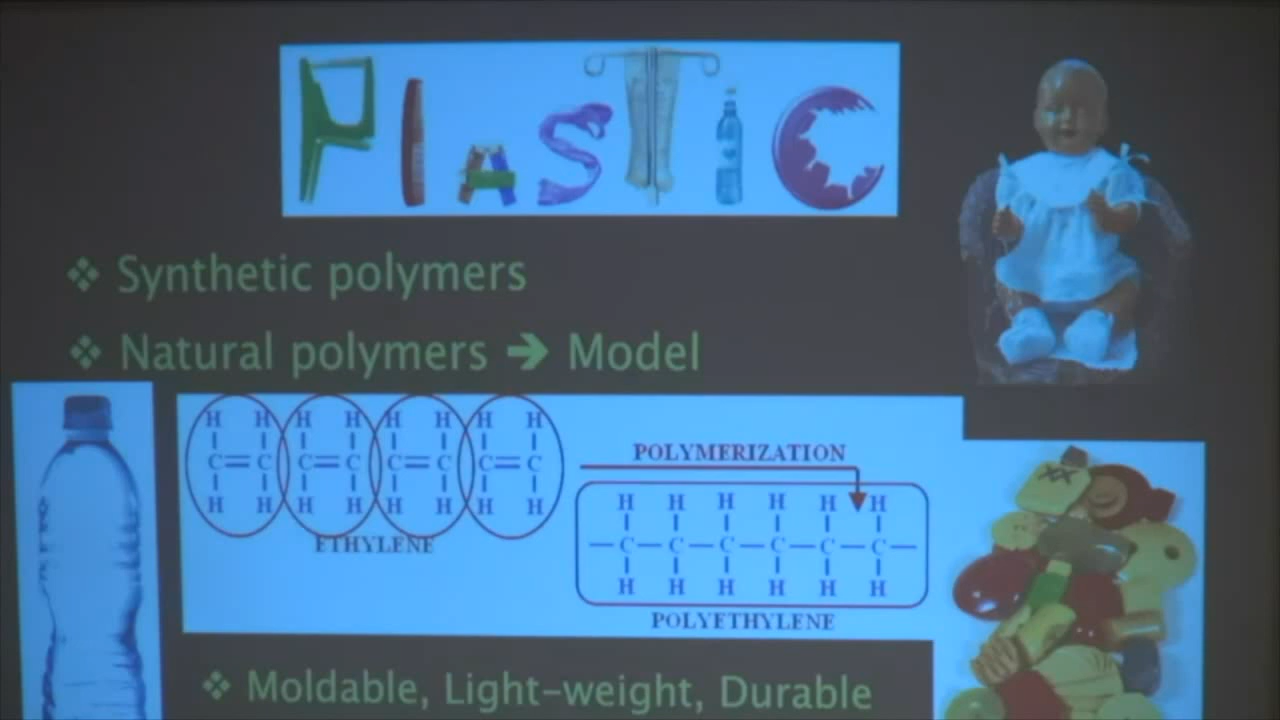 PLASTIC
❖ Synthetic polymers
❖ Natural polymers ➔ Model
H H H H H H H H
C=C C=C C=C C=C
H H H H H H H H
ETHYLENE
POLYMERIZATION
H H H H H H
—C—C—C—C—C—C—
H H H H H H
POLYETHYLENE
❖ Moldable, Light-weight, Durable